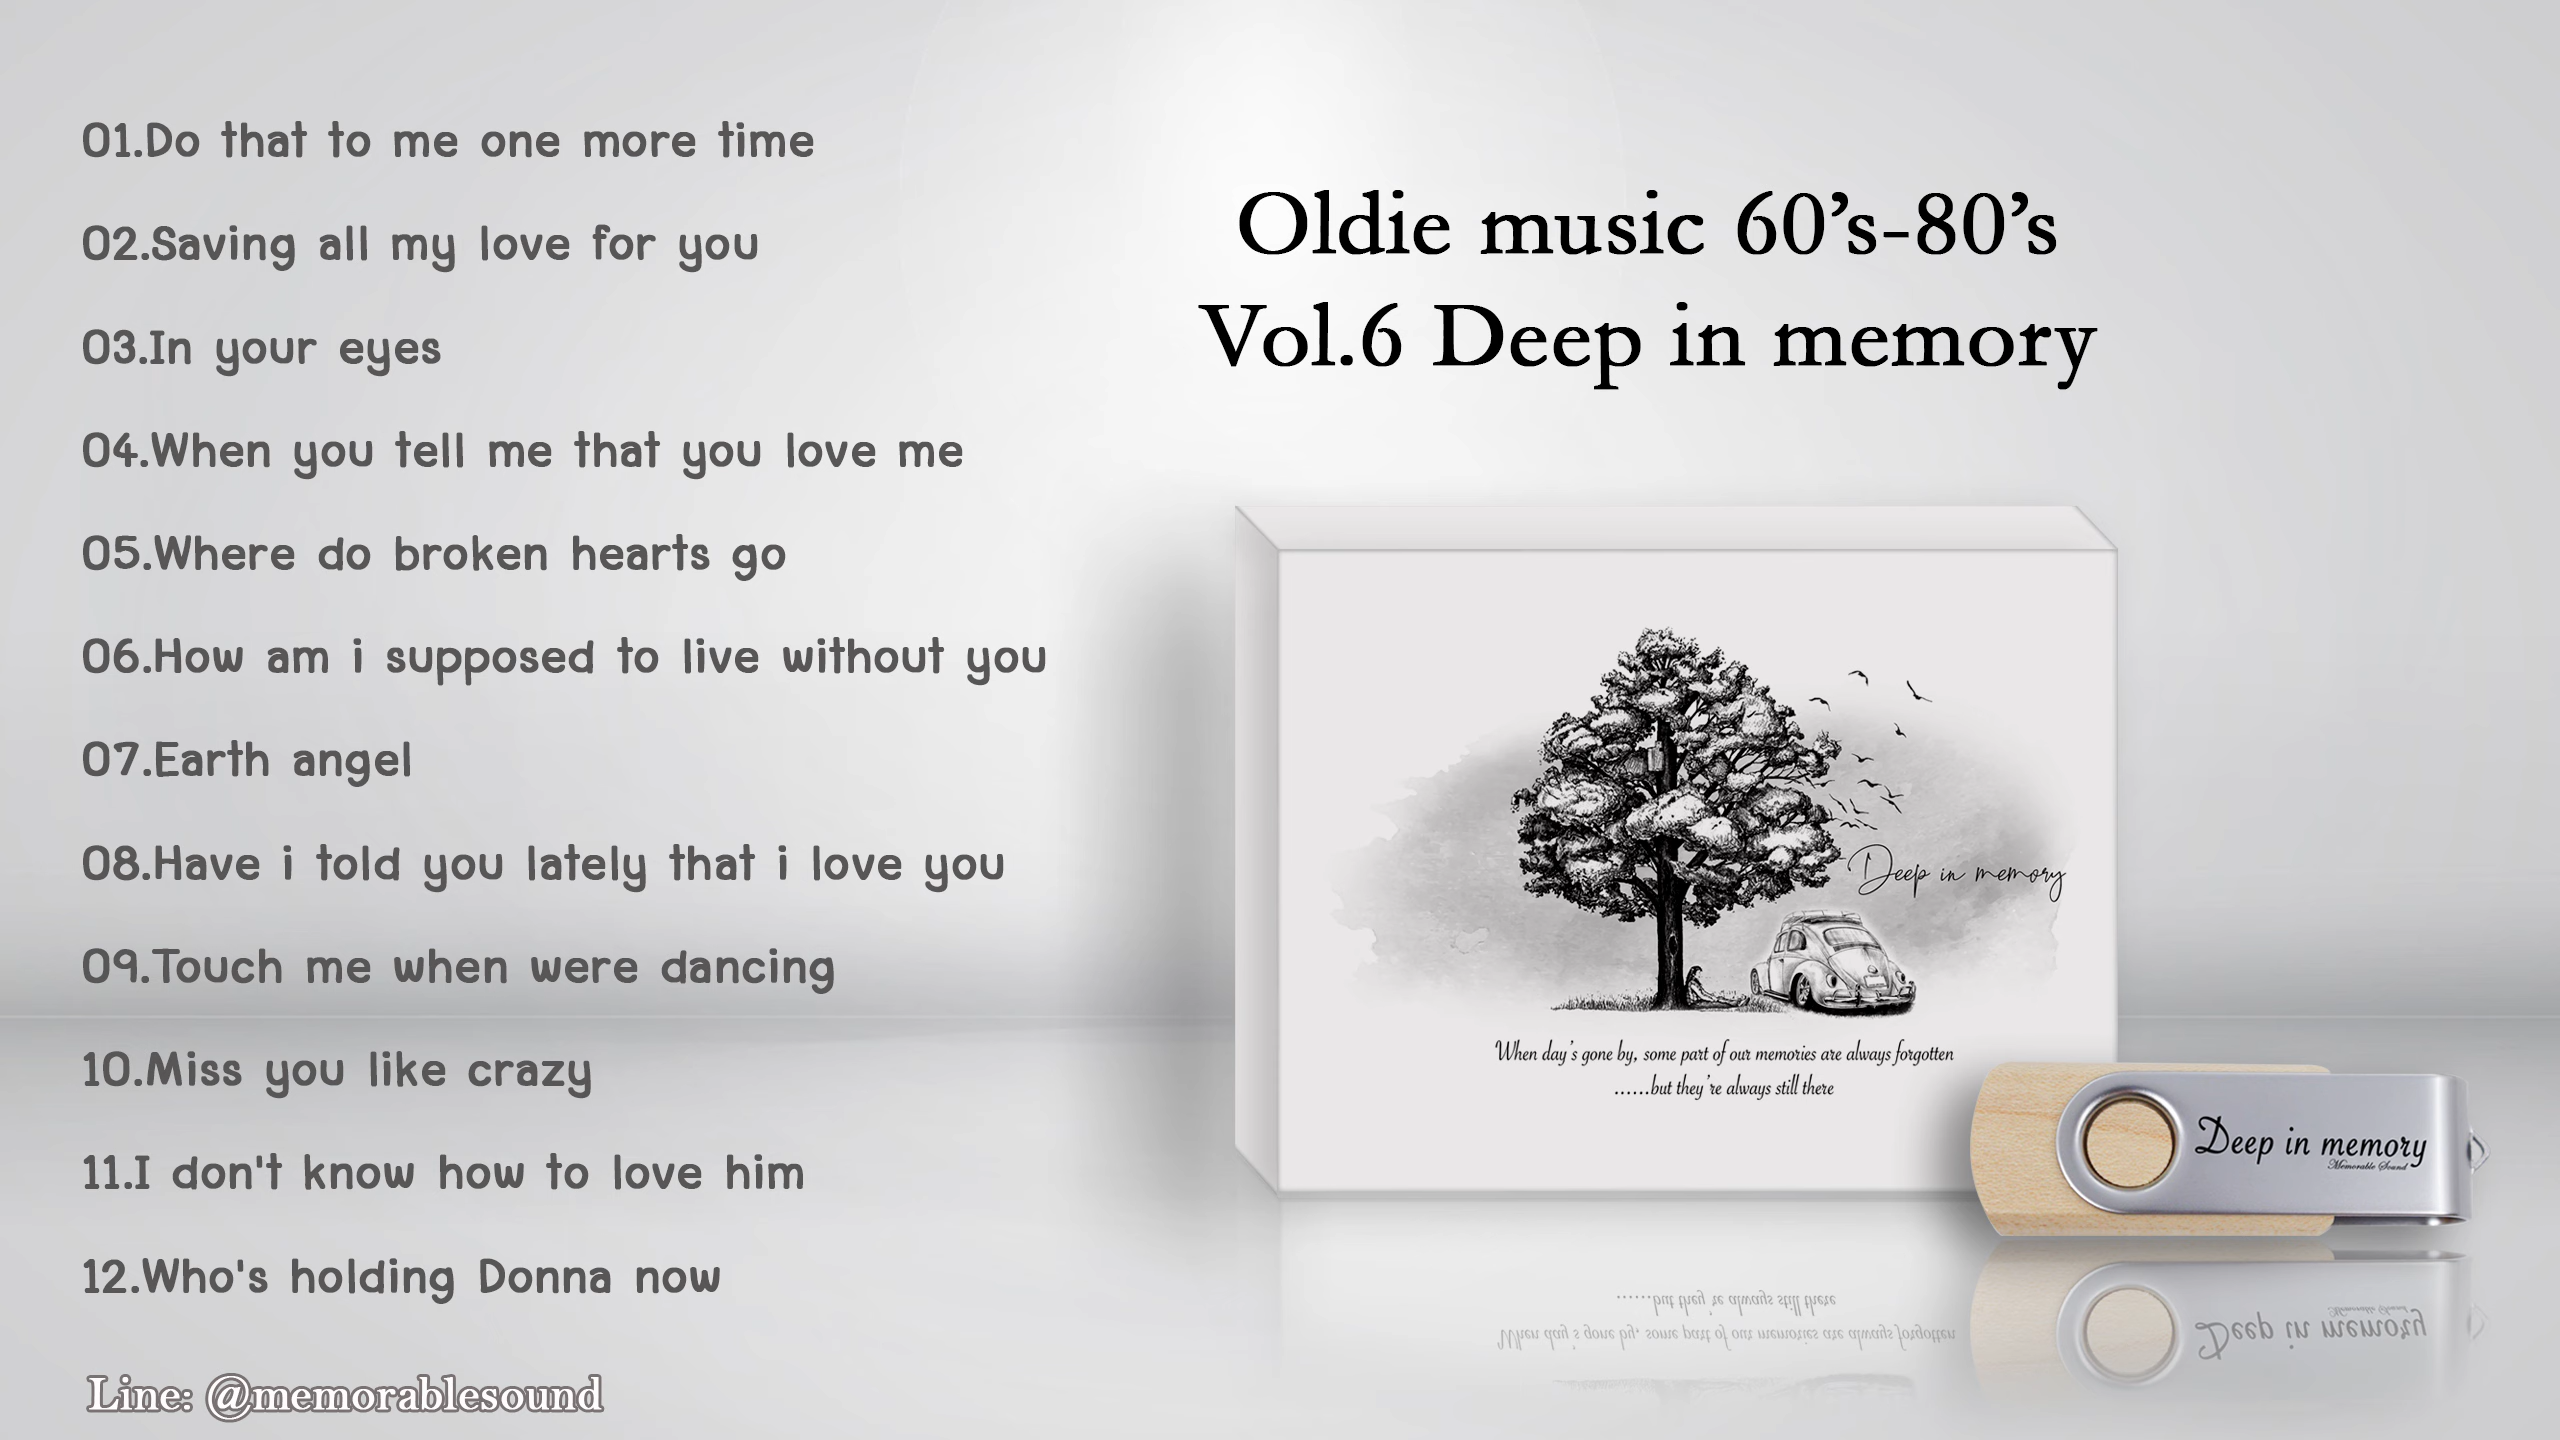 01.Do that to me one more time
02.Saving all my love for you
03.In your eyes
04.When you tell me that you love me
05.Where do broken hearts go
06.How am i supposed to live without you
07.Earth angel
08.Have i told you lately that i love you
09.Touch me when were dancing
10.Miss you like crazy
11.I don't know how to love him
12.Who's holding Donna now
Line: @memorablesound
Oldie music 60’s-80’s
Vol.6 Deep in memory
Deep in memory
When day’s gone by, some part of our memories are always forgotten
......but they’re always still there
Deep in memory
Memorable Sound